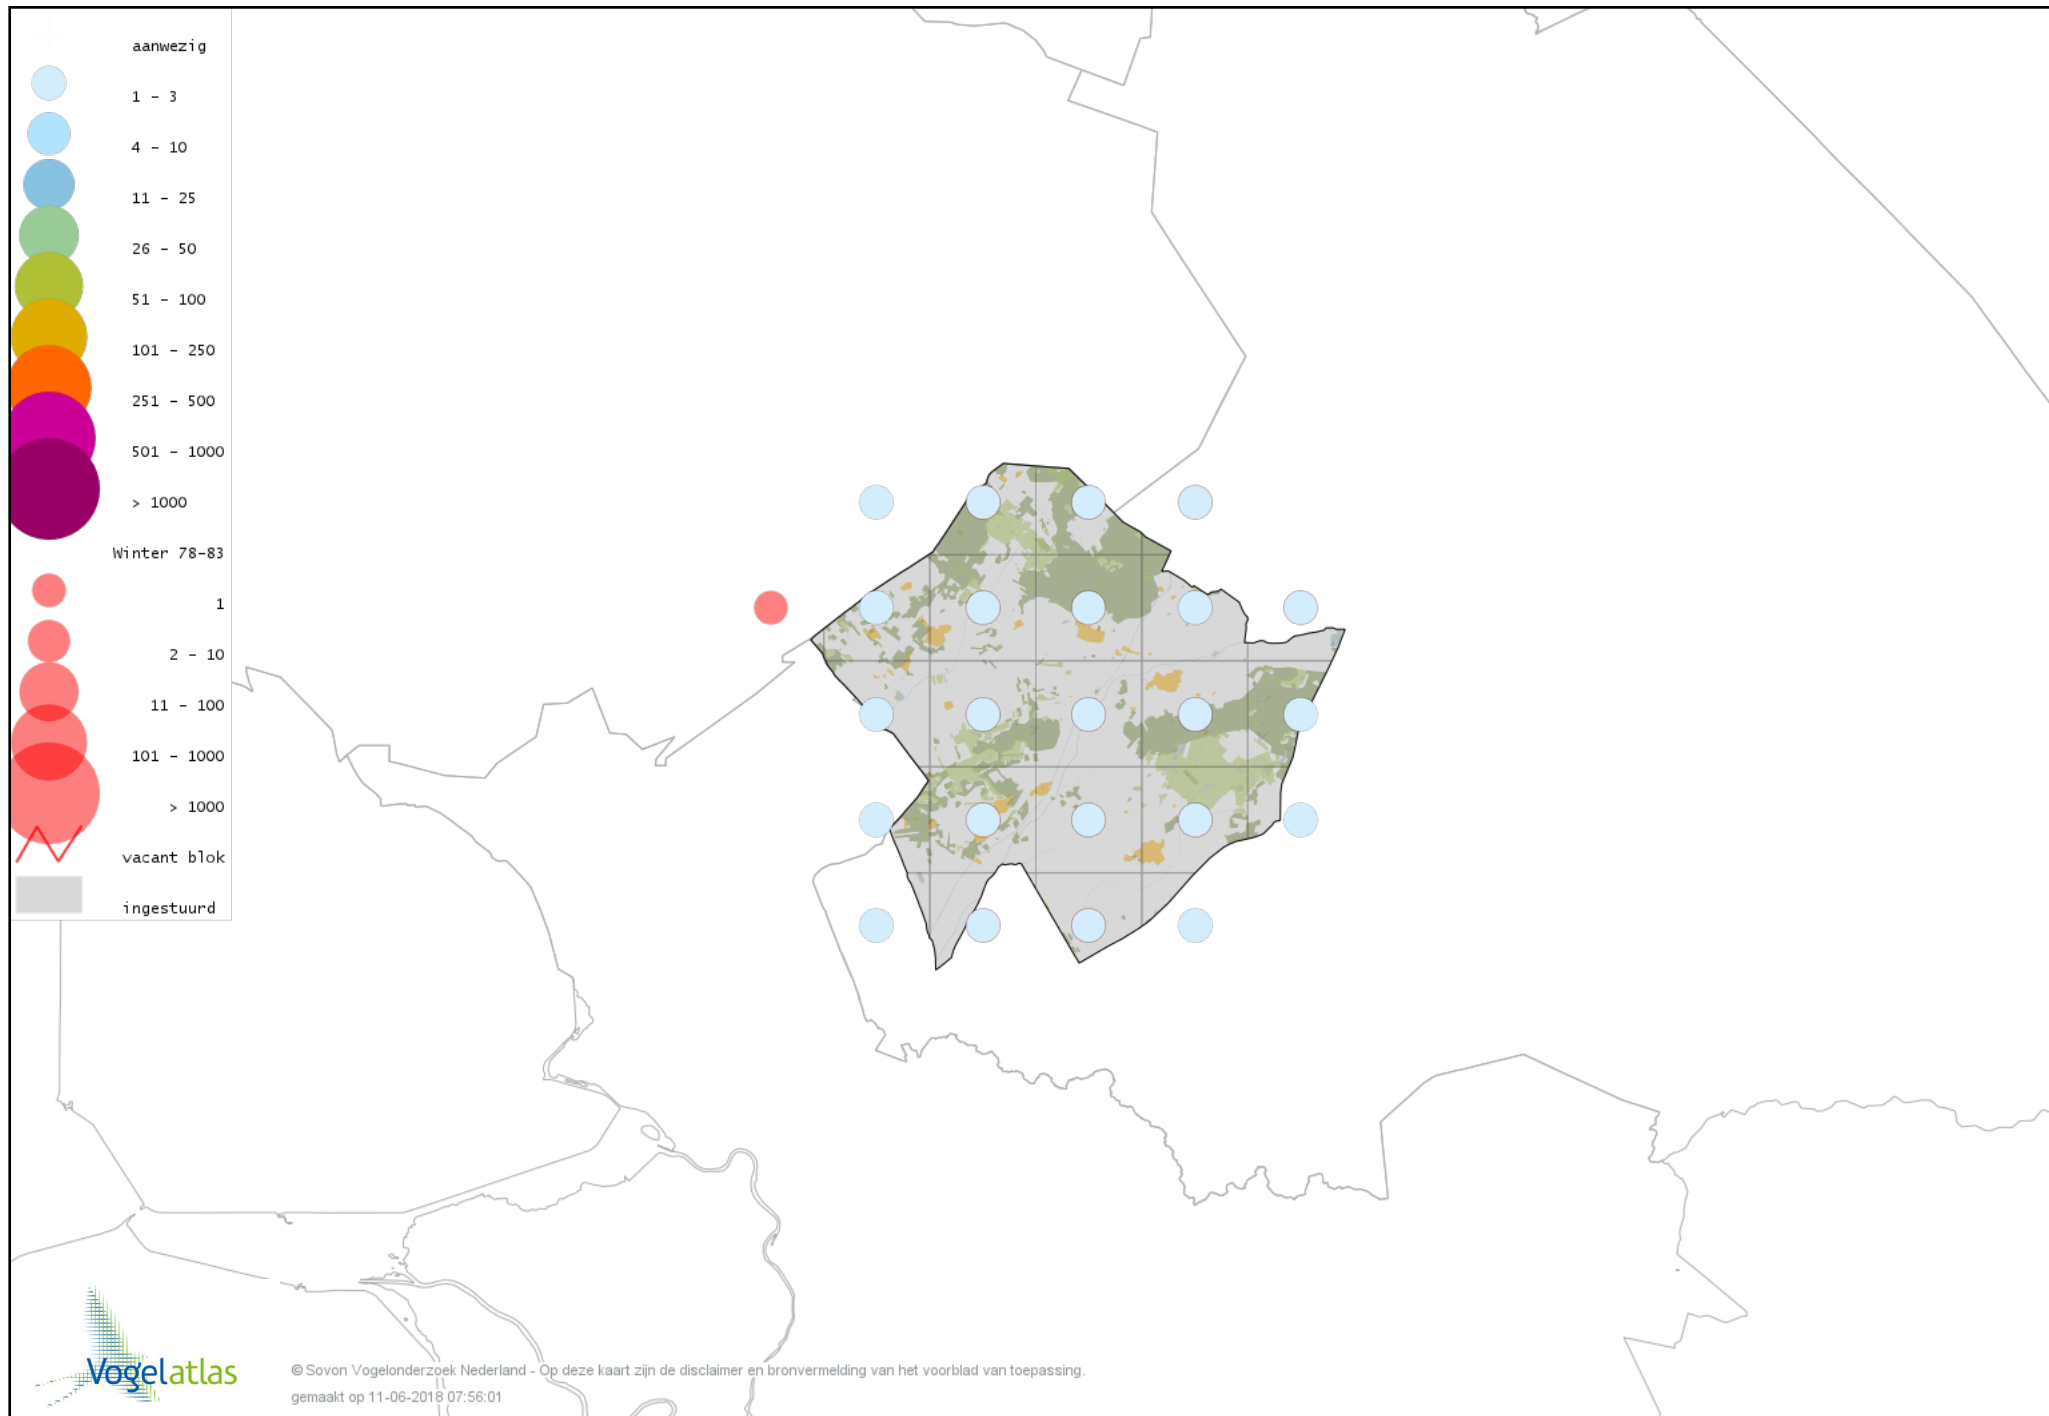 aanwezig
1 - 3
4 - 10
11 - 25
26 - 50
51 - 100
101 - 250
251 - 500
501 - 1000
> 1000
Winter 78-83
1
2 - 10
11 - 100
101 - 1000
> 1000
vacant blok
ingestuurd
Vogelatlas
© Sovon Vogelonderzoek Nederland - Op deze kaart zijn de disclaimer en bronvermelding van het voorblad van toepassing.
gemaakt op 11-06-2018 07:56:01